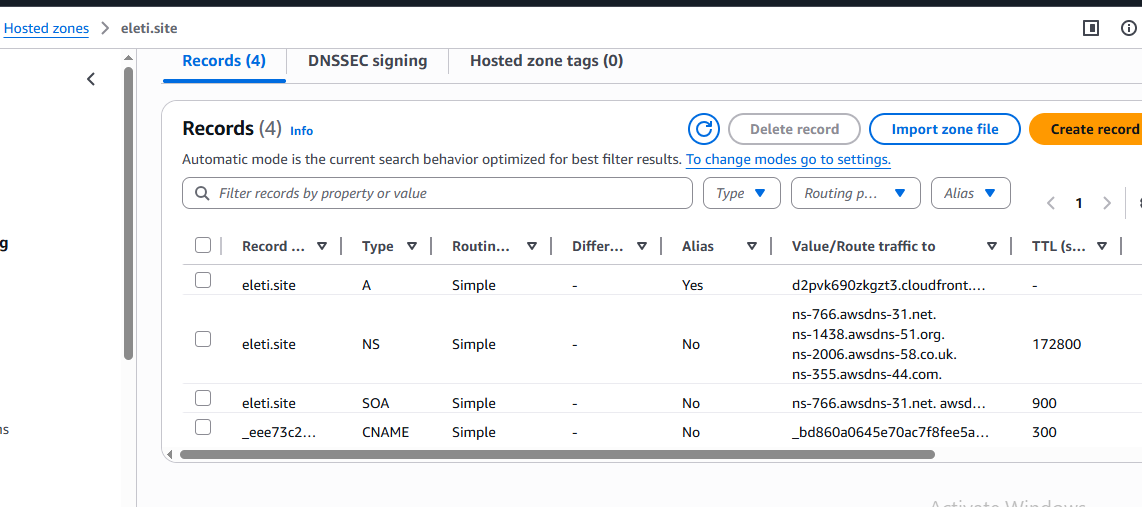 Hosted zones > eleti.site
Records (4) DNSSEC signing Hosted zone tags (0)
Records (4) Info Delete record Import zone file Create record
Automatic mode is the current search behavior optimized for best filter results. To change modes go to settings.
Filter records by property or value Type Routing p... Alias 1
Record ... Type Routin... Differ... Alias Value/Route traffic to TTL (s...
eleti.site A Simple - Yes d2pvk690zkgzt3.cloudfront.... -
ns-766.awsdns-31.net.
ns-1438.awsdns-51.org.
eleti.site NS Simple - No 172800
ns-2006.awsdns-58.co.uk.
ns-355.awsdns-44.com.
eleti.site SOA Simple - No ns-766.awsdns-31.net. awsd... 900
_eee73c2... CNAME Simple - No _bd860a0645e70ac7f8fee5a... 300